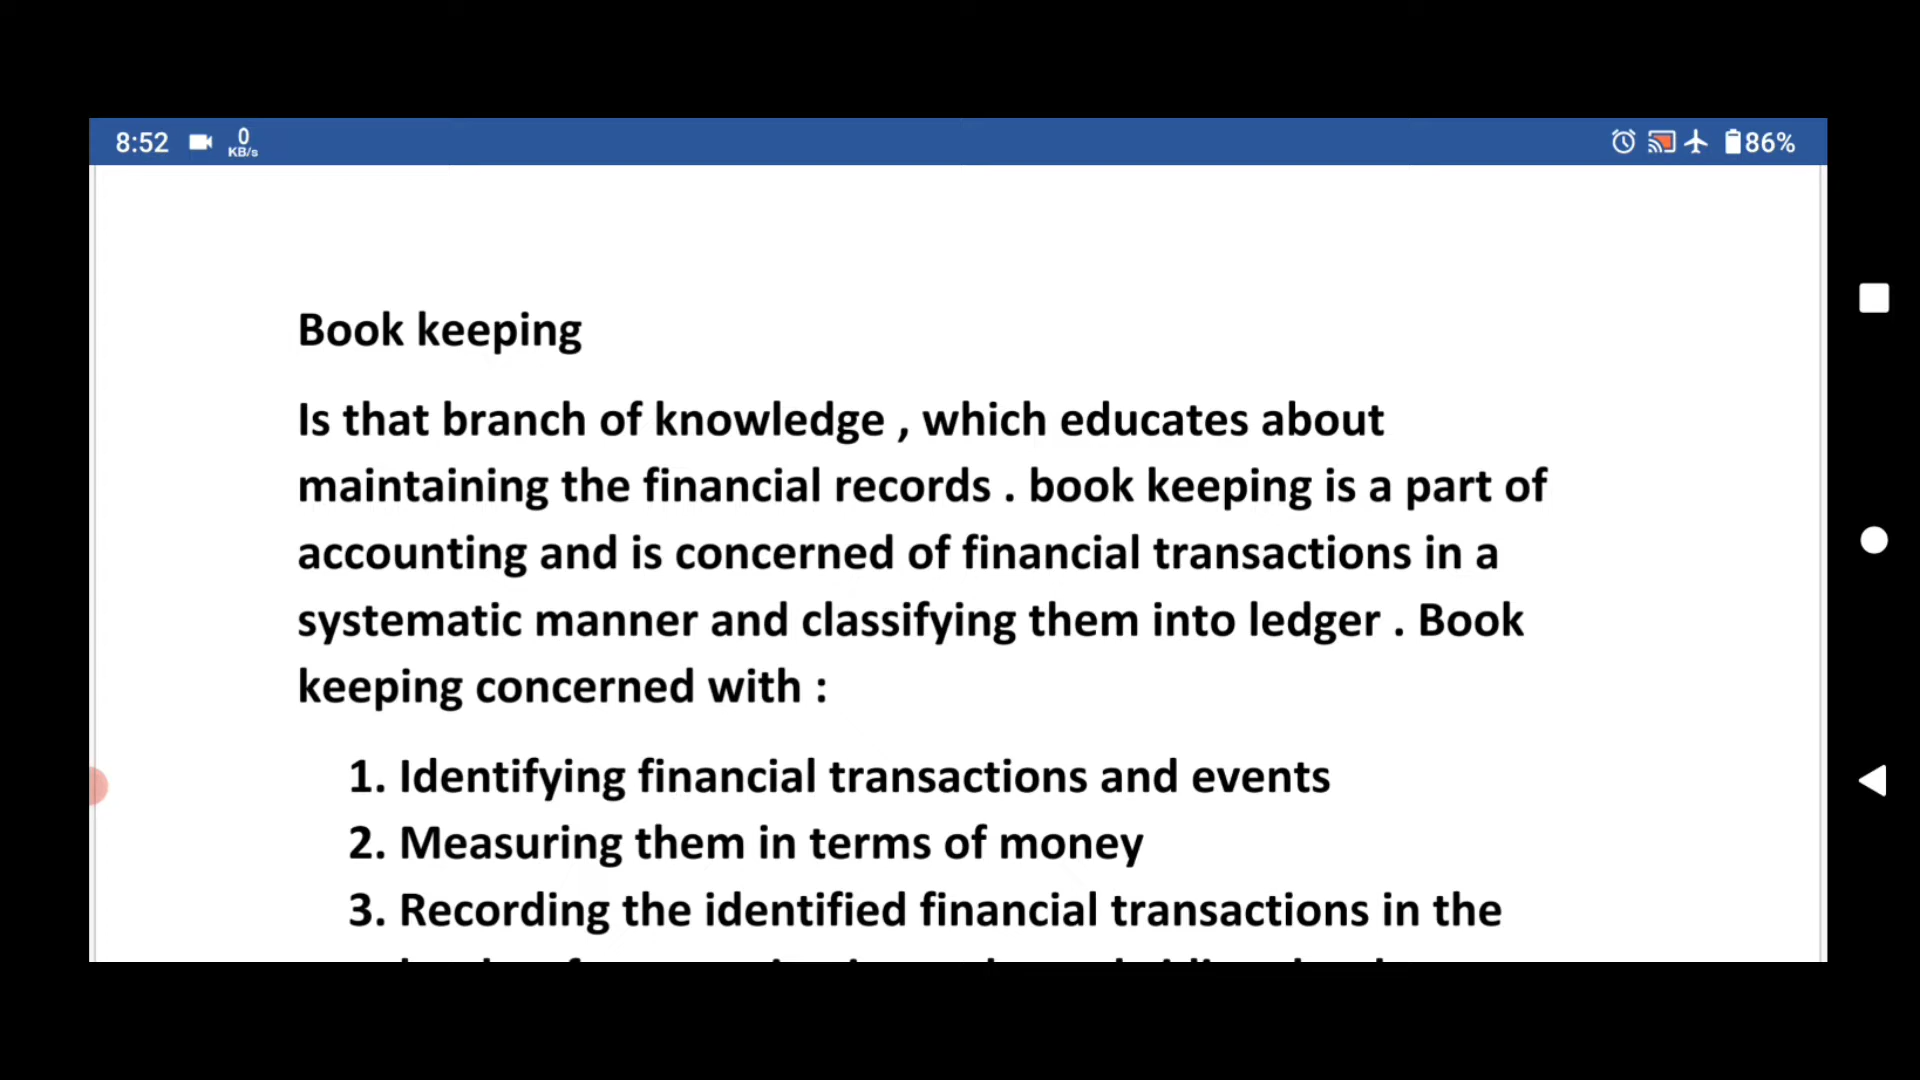 8:52 0 KB/s 86%
Book keeping
Is that branch of knowledge , which educates about
maintaining the financial records . book keeping is a part of
accounting and is concerned of financial transactions in a
systematic manner and classifying them into ledger . Book
keeping concerned with :
1. Identifying financial transactions and events
2. Measuring them in terms of money
3. Recording the identified financial transactions in the